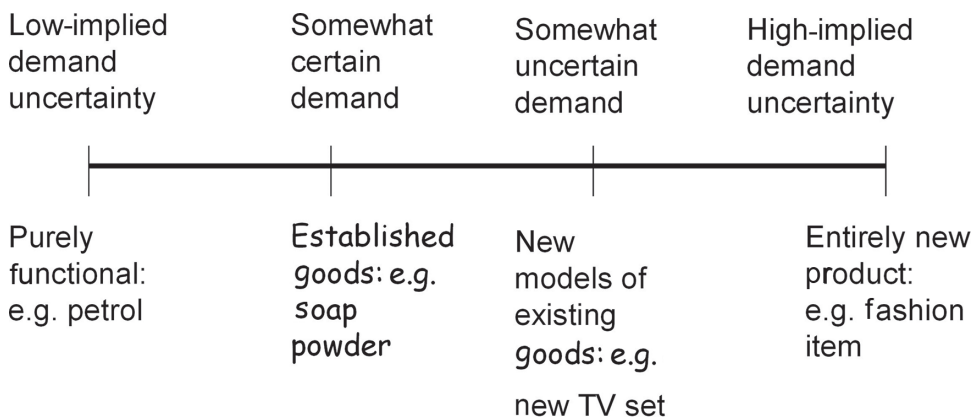 Low-implied
demand
uncertainty
Somewhat
certain
demand
Somewhat
uncertain
demand
High-implied
demand
uncertainty
Purely
functional:
e.g. petrol
Established
goods: e.g.
soap
powder
New
models of
existing
goods: e.g.
new TV set
Entirely new
product:
e.g. fashion
item